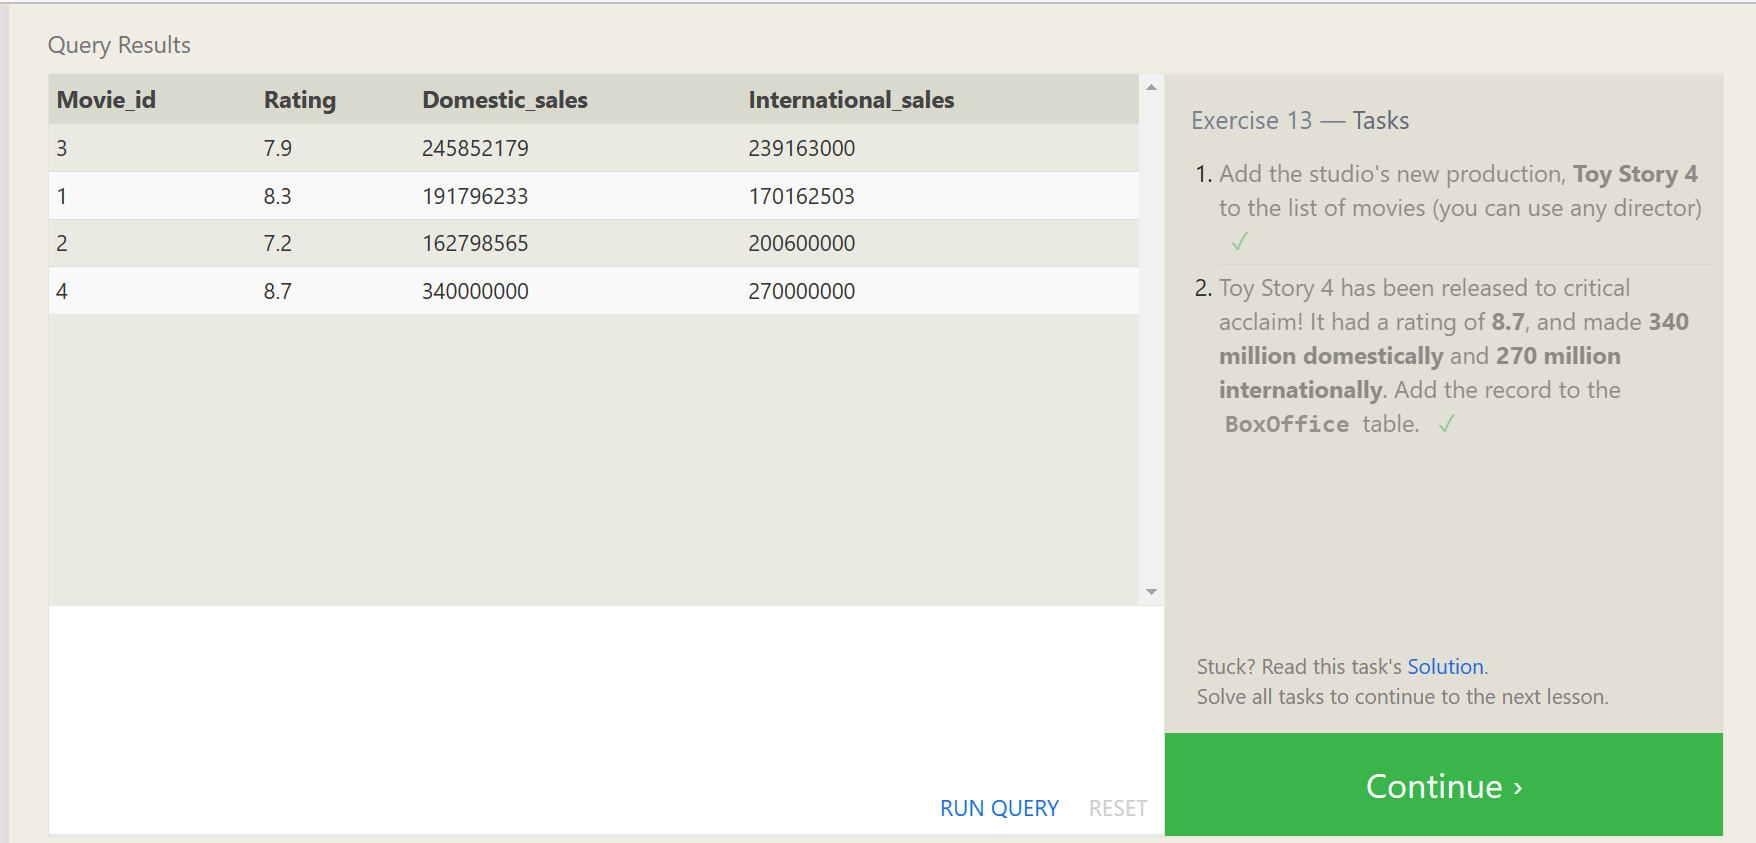 Query Results
Movie_id Rating Domestic_sales International_sales
3 7.9 245852179 239163000
1 8.3 191796233 170162503
2 7.2 162798565 200600000
4 8.7 340000000 270000000
RUN QUERY RESET
Exercise 13 — Tasks
1. Add the studio's new production, Toy Story 4
to the list of movies (you can use any director)
✓
2. Toy Story 4 has been released to critical
acclaim! It had a rating of 8.7, and made 340
million domestically and 270 million
internationally. Add the record to the
BoxOffice table. ✓
Stuck? Read this task's Solution.
Solve all tasks to continue to the next lesson.
Continue ›